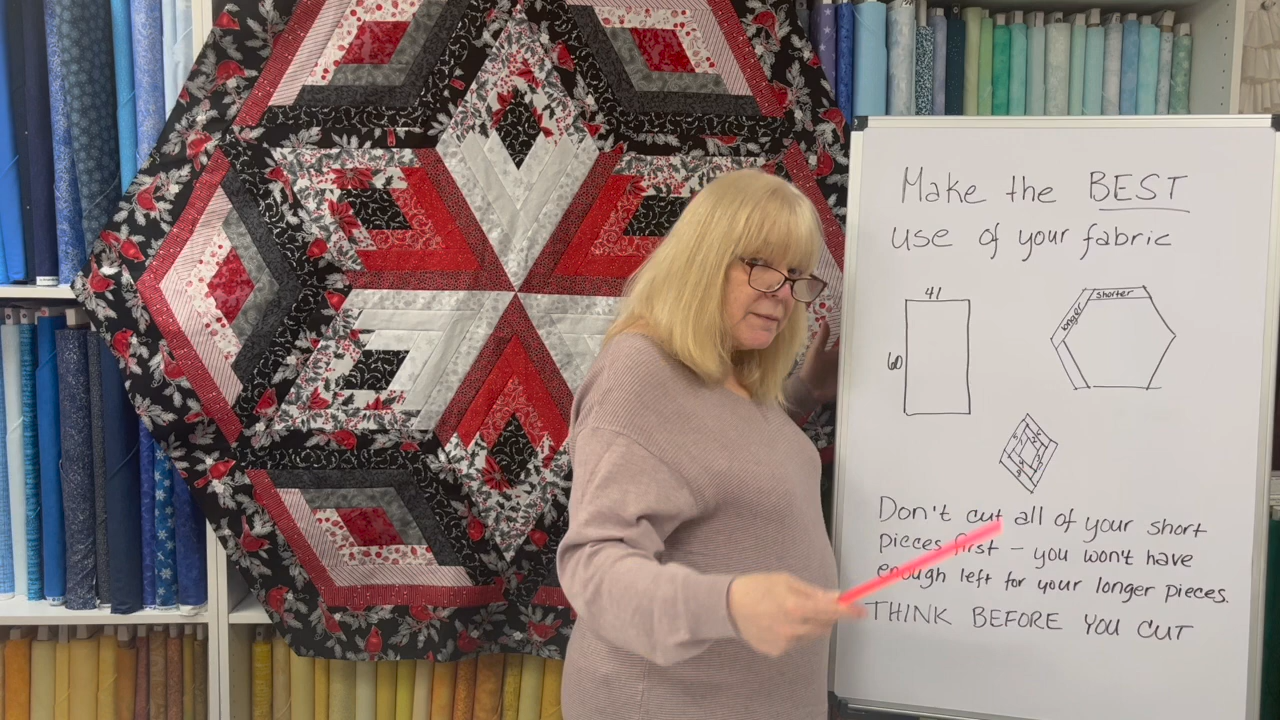 Make the BEST
use of your fabric
41
60
shorter
longer
Don't cut all of your short
pieces first - you won't have
enough left for your longer pieces.
THINK BEFORE YOU CUT